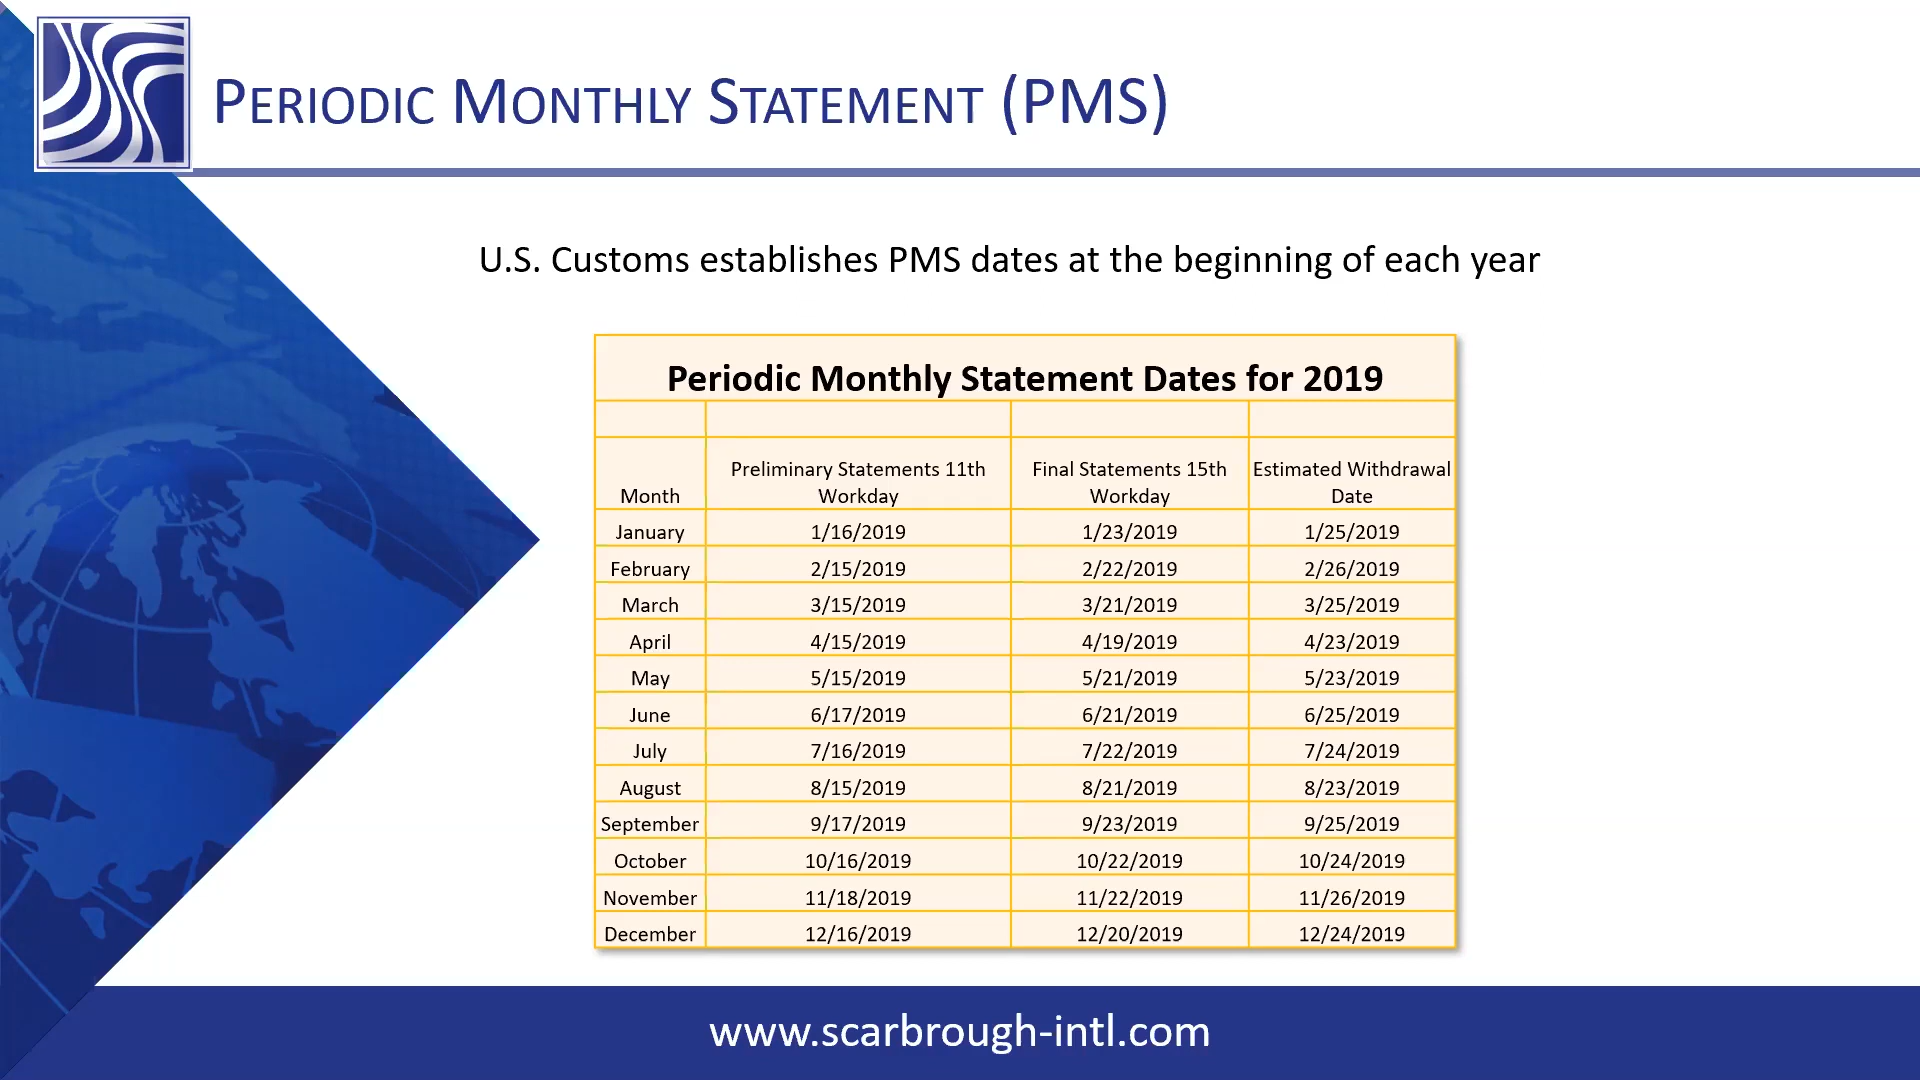 PERIODIC MONTHLY STATEMENT (PMS)
U.S. Customs establishes PMS dates at the beginning of each year
Periodic Monthly Statement Dates for 2019
Month Preliminary Statements 11th Workday Final Statements 15th Workday Estimated Withdrawal Date
January 1/16/2019 1/23/2019 1/25/2019
February 2/15/2019 2/22/2019 2/26/2019
March 3/15/2019 3/21/2019 3/25/2019
April 4/15/2019 4/19/2019 4/23/2019
May 5/15/2019 5/21/2019 5/23/2019
June 6/17/2019 6/21/2019 6/25/2019
July 7/16/2019 7/22/2019 7/24/2019
August 8/15/2019 8/21/2019 8/23/2019
September 9/17/2019 9/23/2019 9/25/2019
October 10/16/2019 10/22/2019 10/24/2019
November 11/18/2019 11/22/2019 11/26/2019
December 12/16/2019 12/20/2019 12/24/2019
www.scarbrough-intl.com